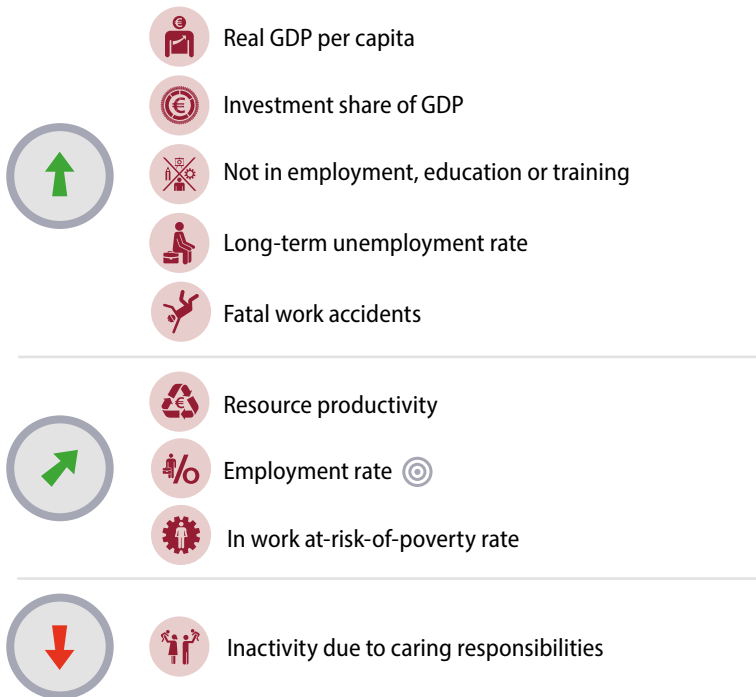 Real GDP per capita
Investment share of GDP
Not in employment, education or training
Long-term unemployment rate
Fatal work accidents
Resource productivity
Employment rate
In work at-risk-of-poverty rate
Inactivity due to caring responsibilities